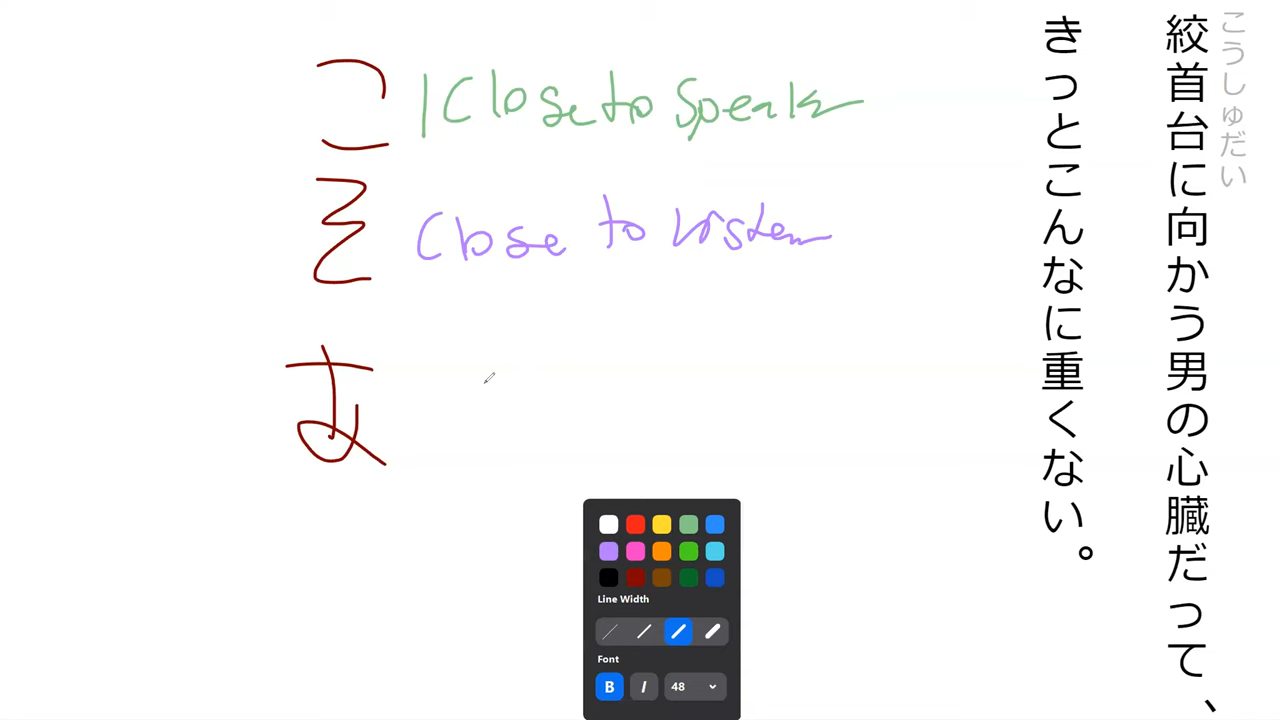 こうしゅだい
絞首台に向かう男の心臓だって、
きっとこんなに重くない。
こ Close to Speak
そ Close to Listen
あ
Line Width
Font
B I 48